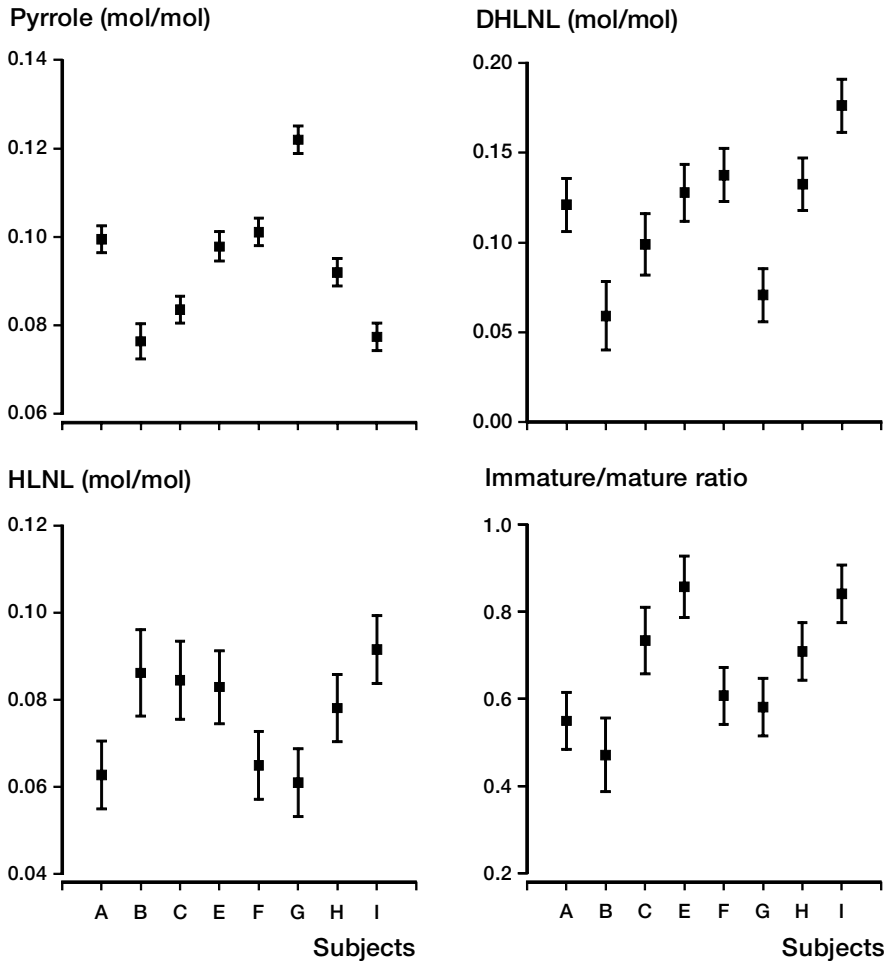 Pyrrole (mol/mol)
0.14
0.12
0.10
0.08
0.06
DHLNL (mol/mol)
0.20
0.15
0.10
0.05
0.00
HLNL (mol/mol)
0.12
0.10
0.08
0.06
0.04
A B C E F G H I
Subjects
Immature/mature ratio
1.0
0.8
0.6
0.4
0.2
A B C E F G H I
Subjects